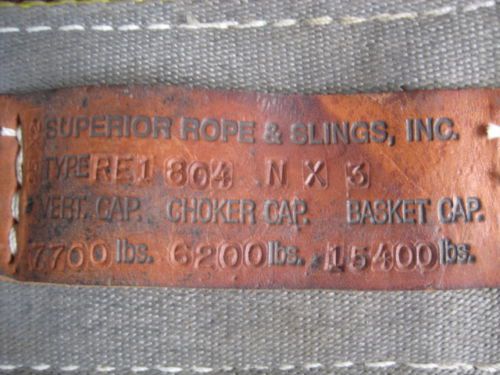 SUPERIOR ROPE & SLINGS, INC.
TYPE RE1 804 N X 3
VERT. CAP. CHOKER CAP. BASKET CAP.
7700 lbs. 6200 lbs. 15400 lbs.